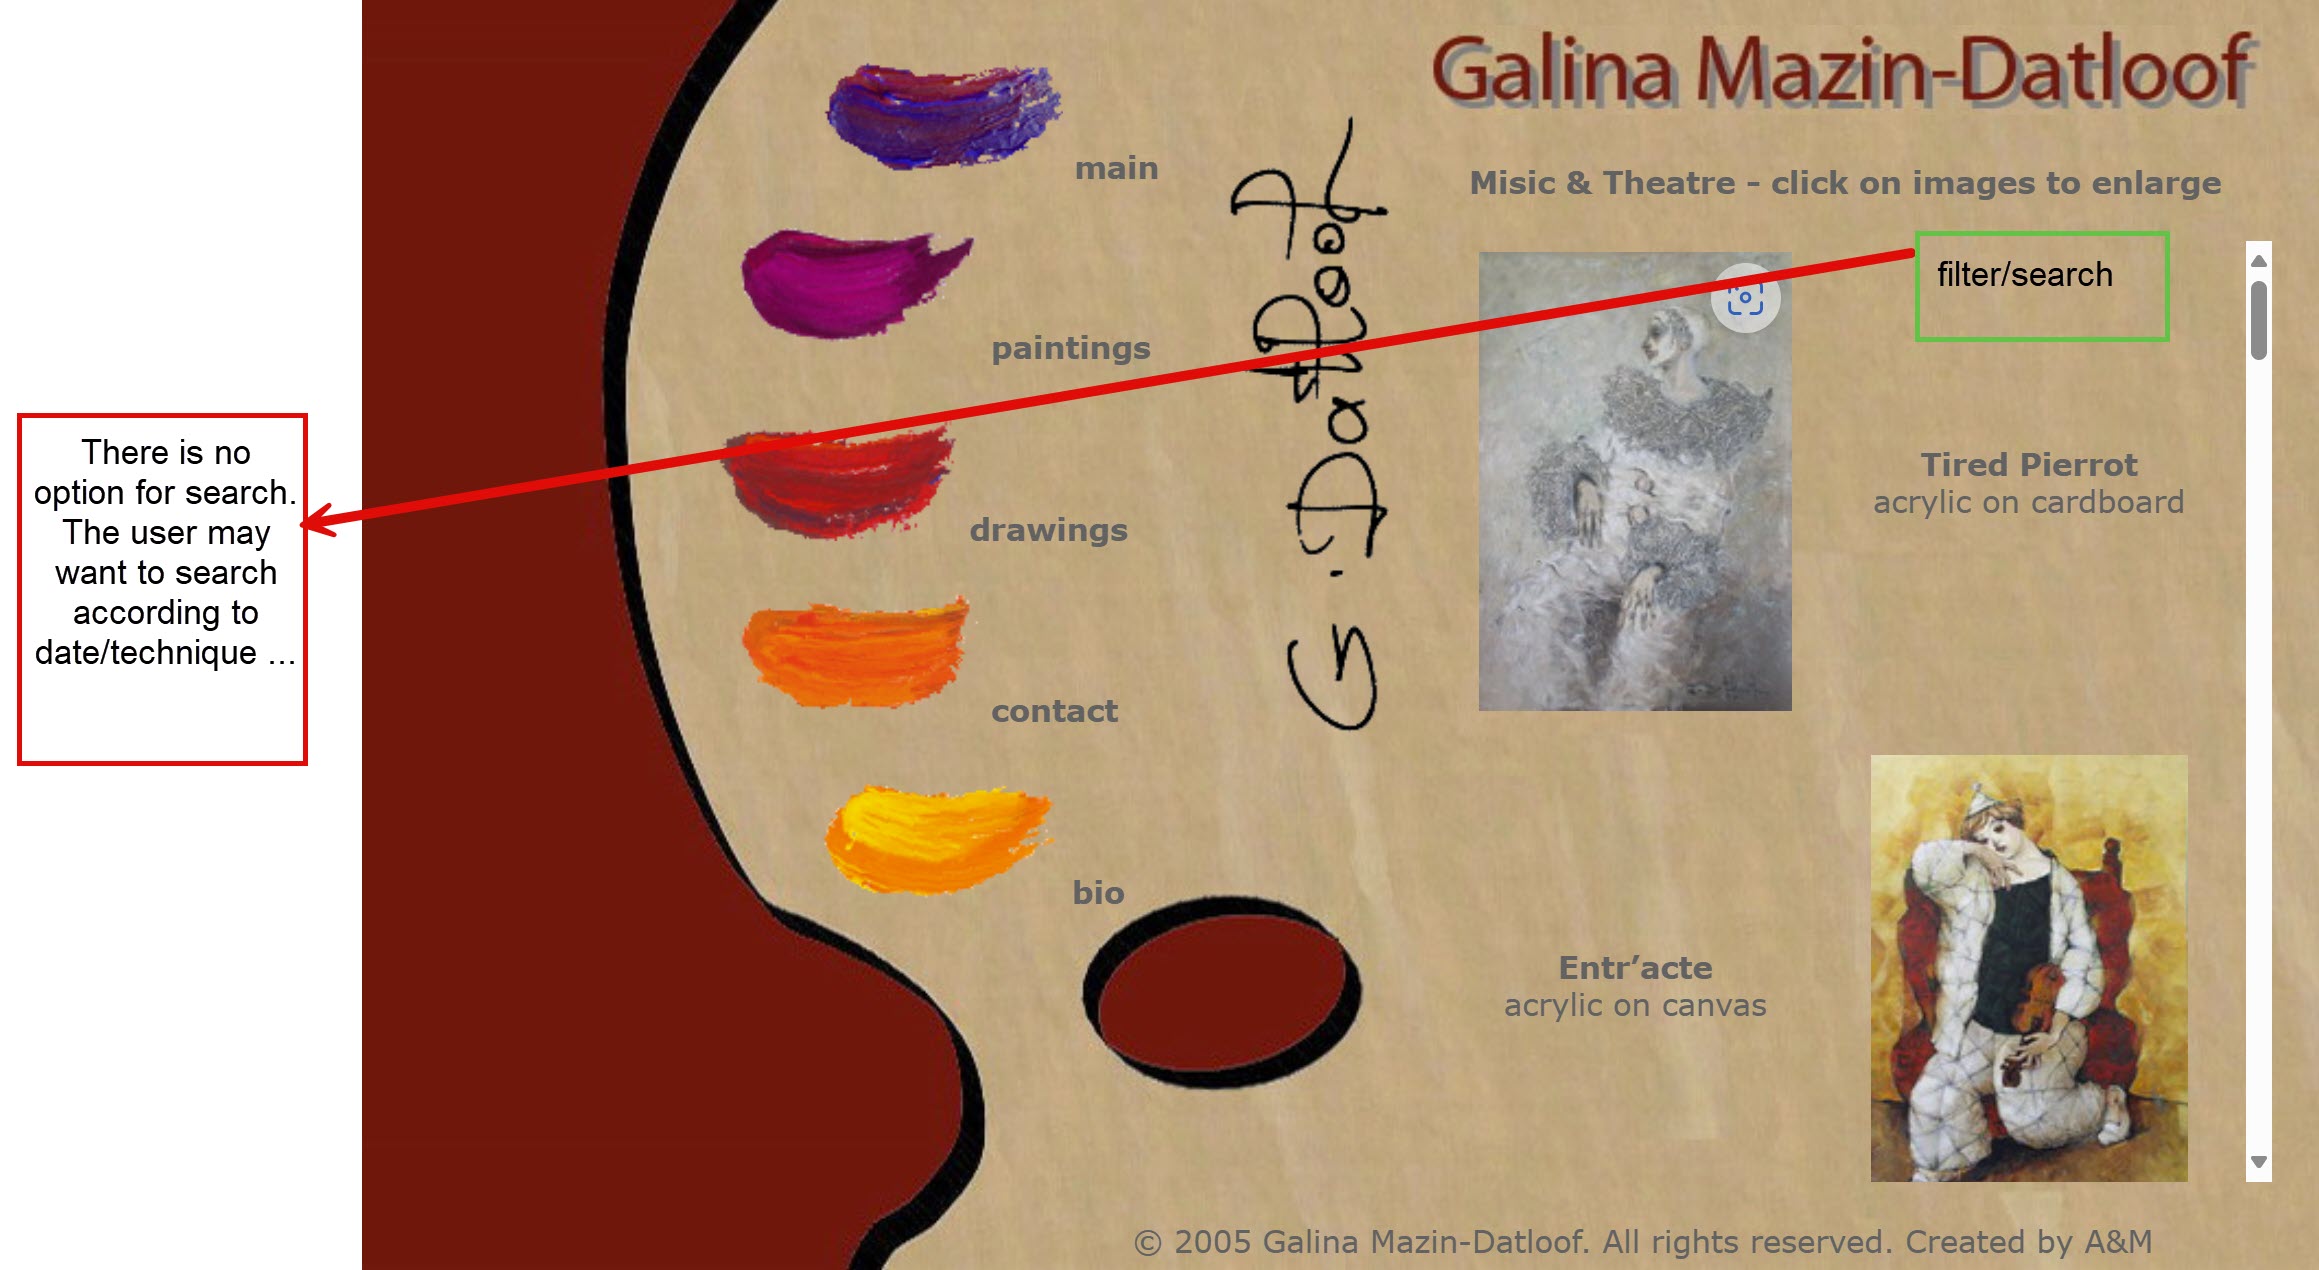 Galina Mazin-Datloof
main
Misic & Theatre - click on images to enlarge
filter/search
paintings
G. Datloof
There is no
option for search.
The user may
want to search
according to
date/technique ...
drawings
Tired Pierrot
acrylic on cardboard
contact
bio
Entr’acte
acrylic on canvas
© 2005 Galina Mazin-Datloof. All rights reserved. Created by A&M